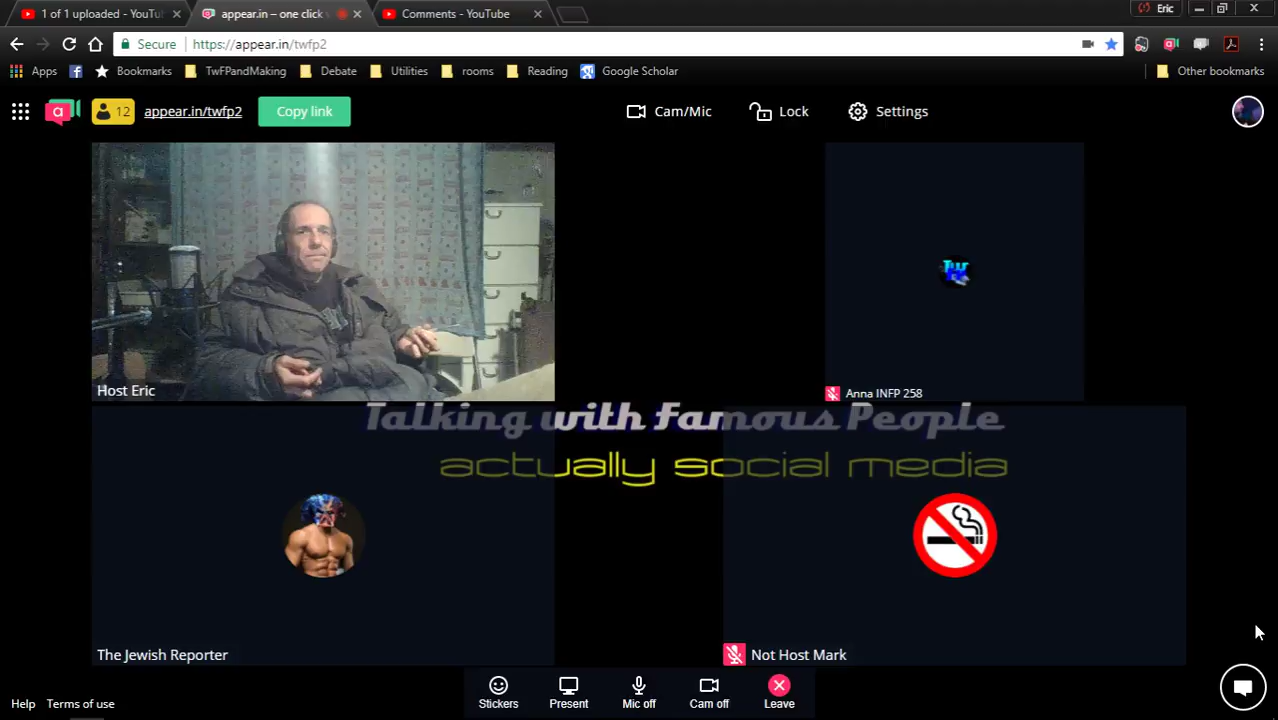 1 of 1 uploaded - YouTu
appear.in – one click
Comments - YouTube
Eric
Secure
https://appear.in/twfp2
Apps
Bookmarks
TwFPandMaking
Debate
Utilities
rooms
Reading
Google Scholar
Other bookmarks
12
appear.in/twfp2
Copy link
Cam/Mic
Lock
Settings
Host Eric
Anna INFP 258
Talking with Famous People
actually social media
The Jewish Reporter
Not Host Mark
Stickers
Present
Mic off
Cam off
Leave
Help
Terms of use